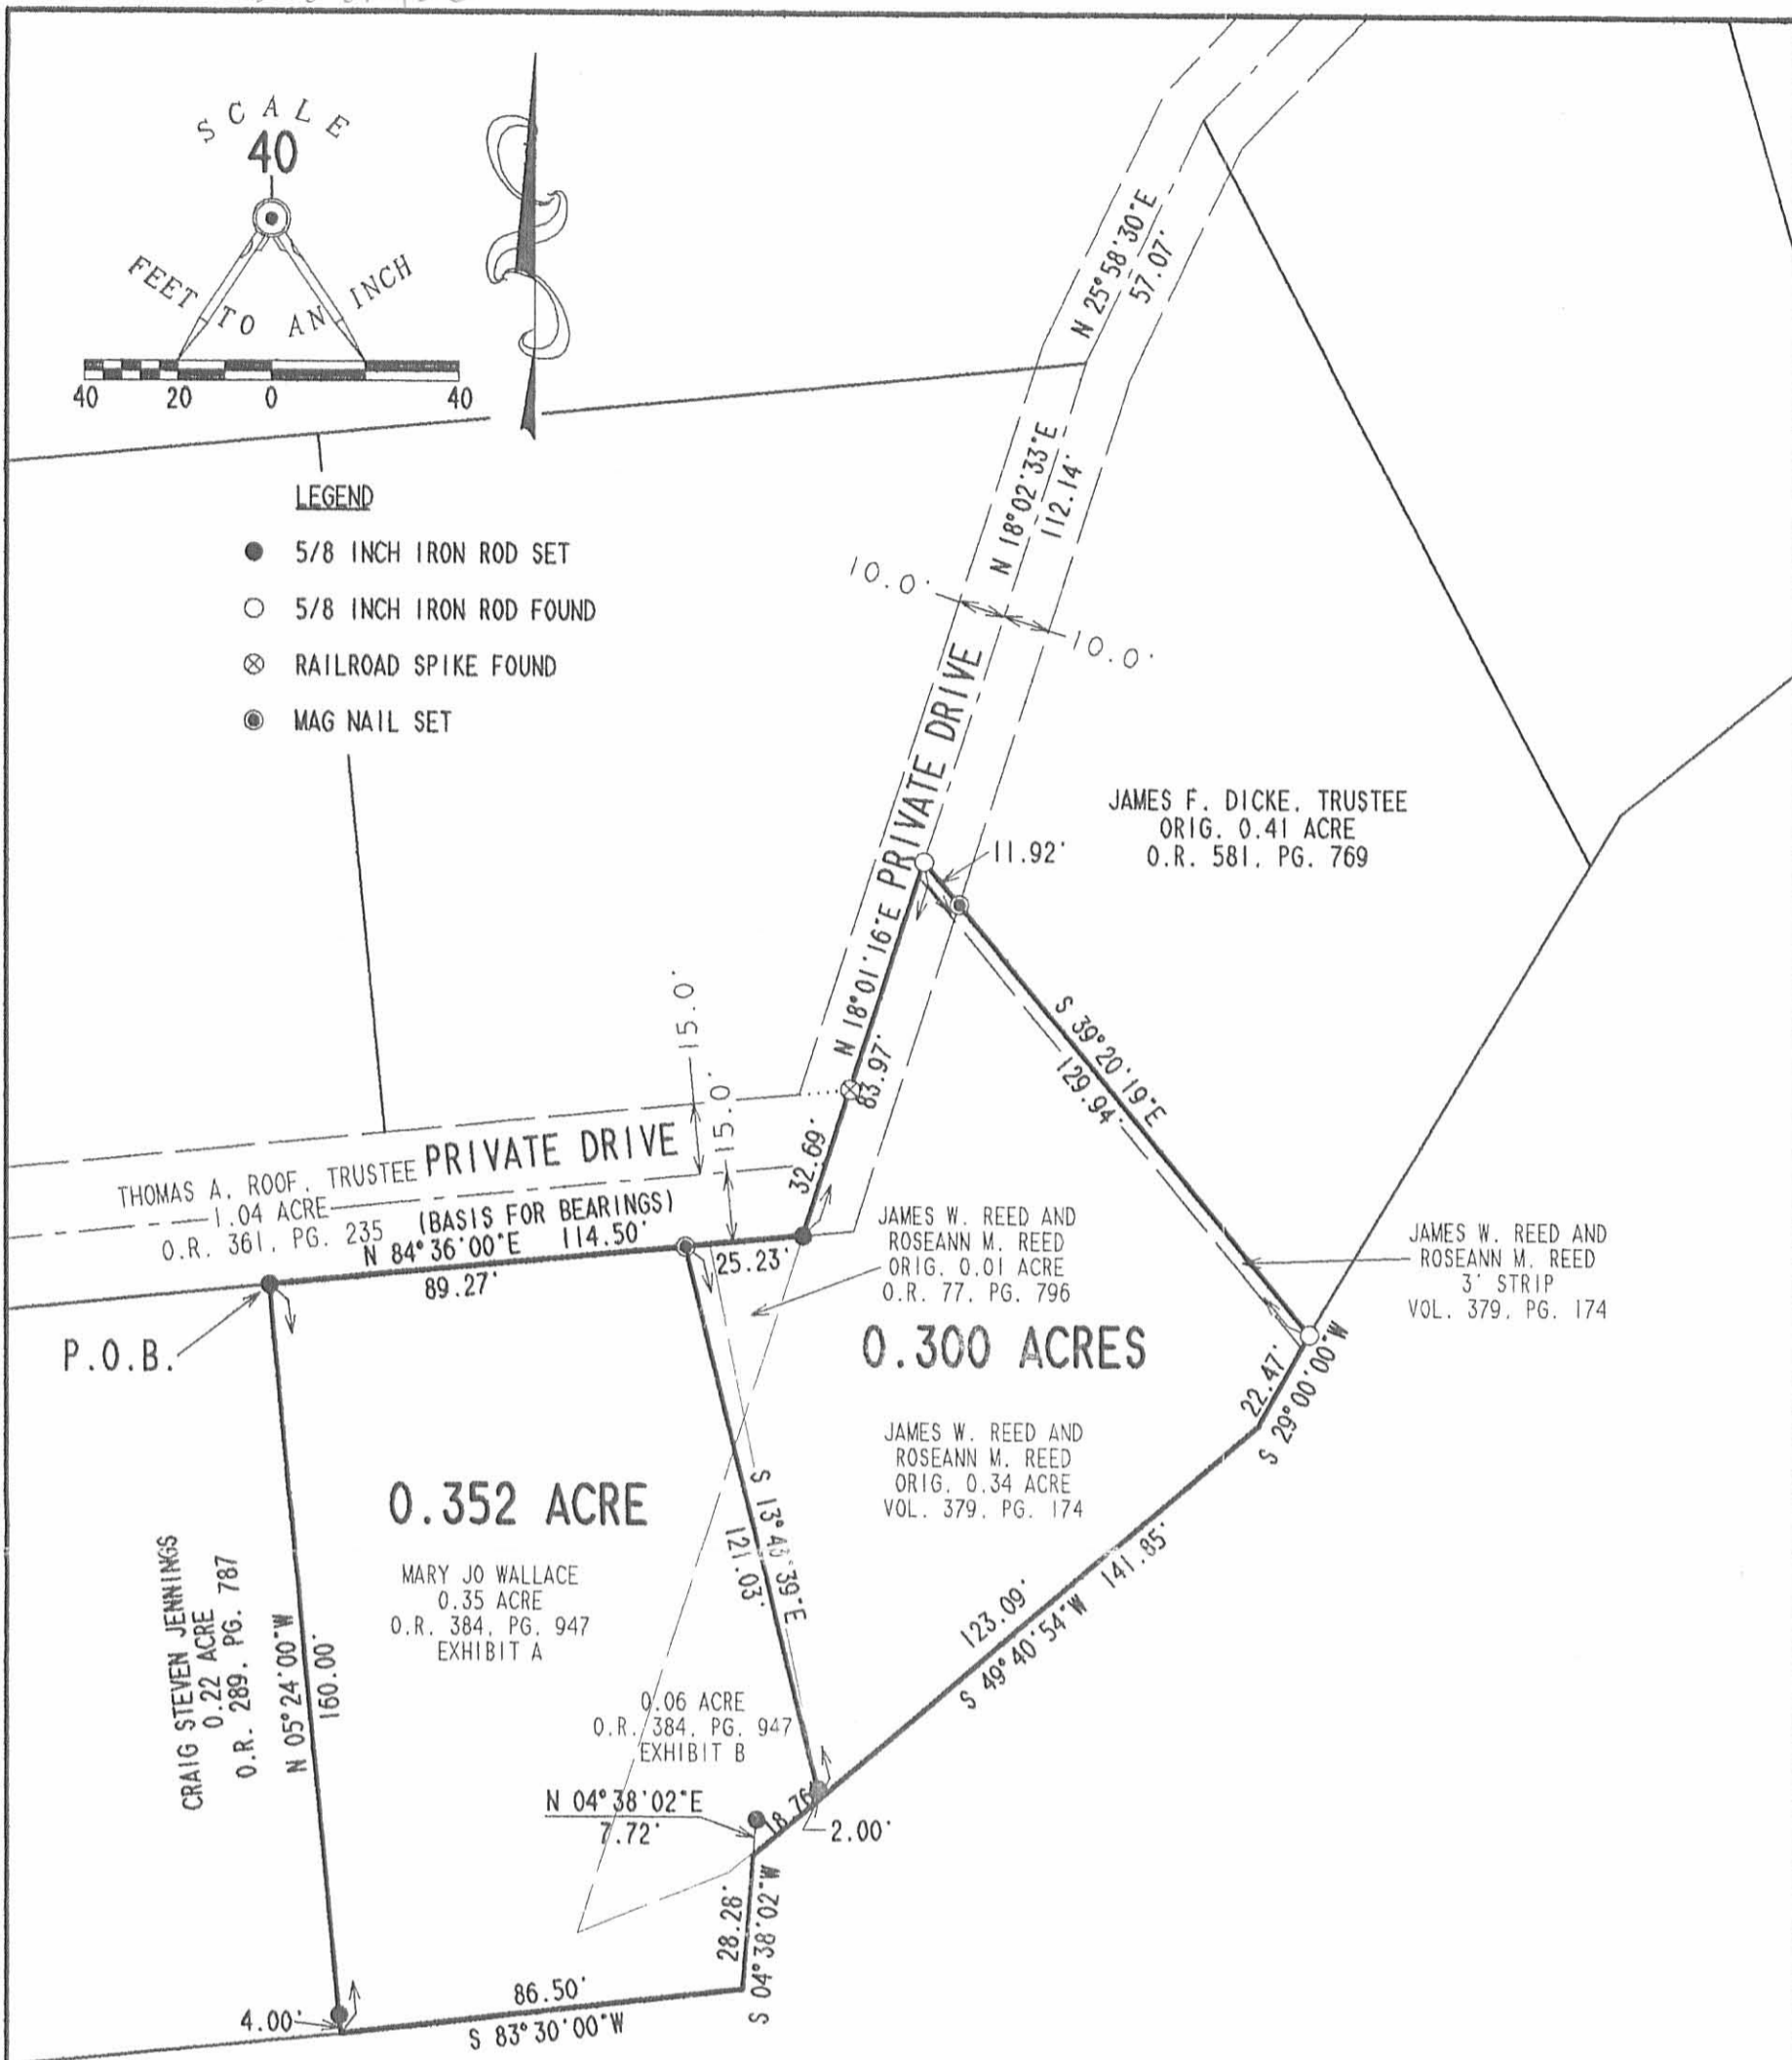 SCALE
40
FEET TO AN INCH
40 20 0 40
LEGEND
5/8 INCH IRON ROD SET
5/8 INCH IRON ROD FOUND
RAILROAD SPIKE FOUND
MAG NAIL SET
N 25°58'30"E
57.07'
N 18°02'33"E
112.14'
10.0'
10.0'
PRIVATE DRIVE
JAMES F. DICKE, TRUSTEE
ORIG. 0.41 ACRE
O.R. 581, PG. 769
11.92'
N 18°01'16"E
83.97'
32.69'
S 39°20'19"E
129.94'
15.0'
15.0'
PRIVATE DRIVE
THOMAS A. ROOF, TRUSTEE
1.04 ACRE
O.R. 361, PG. 235
(BASIS FOR BEARINGS)
N 84°36'00"E 114.50'
89.27'
25.23'
P.O.B.
JAMES W. REED AND
ROSEANN M. REED
ORIG. 0.01 ACRE
O.R. 77, PG. 796
JAMES W. REED AND
ROSEANN M. REED
3' STRIP
VOL. 379, PG. 174
0.300 ACRES
22.47'
S 29°00'00"W
JAMES W. REED AND
ROSEANN M. REED
ORIG. 0.34 ACRE
VOL. 379, PG. 174
0.352 ACRE
MARY JO WALLACE
0.35 ACRE
O.R. 384, PG. 947
EXHIBIT A
121.03'
CRAIG STEVEN JENNINGS
0.22 ACRE
O.R. 289, PG. 787
N 05°24'00"W
160.00'
123.09'
S 49°40'54"W 141.85'
0.06 ACRE
O.R. 384, PG. 947
EXHIBIT B
N 04°38'02"E
7.72'
18.76'
2.00'
28.28'
S 04°38'02"W
86.50'
S 83°30'00"W
4.00'